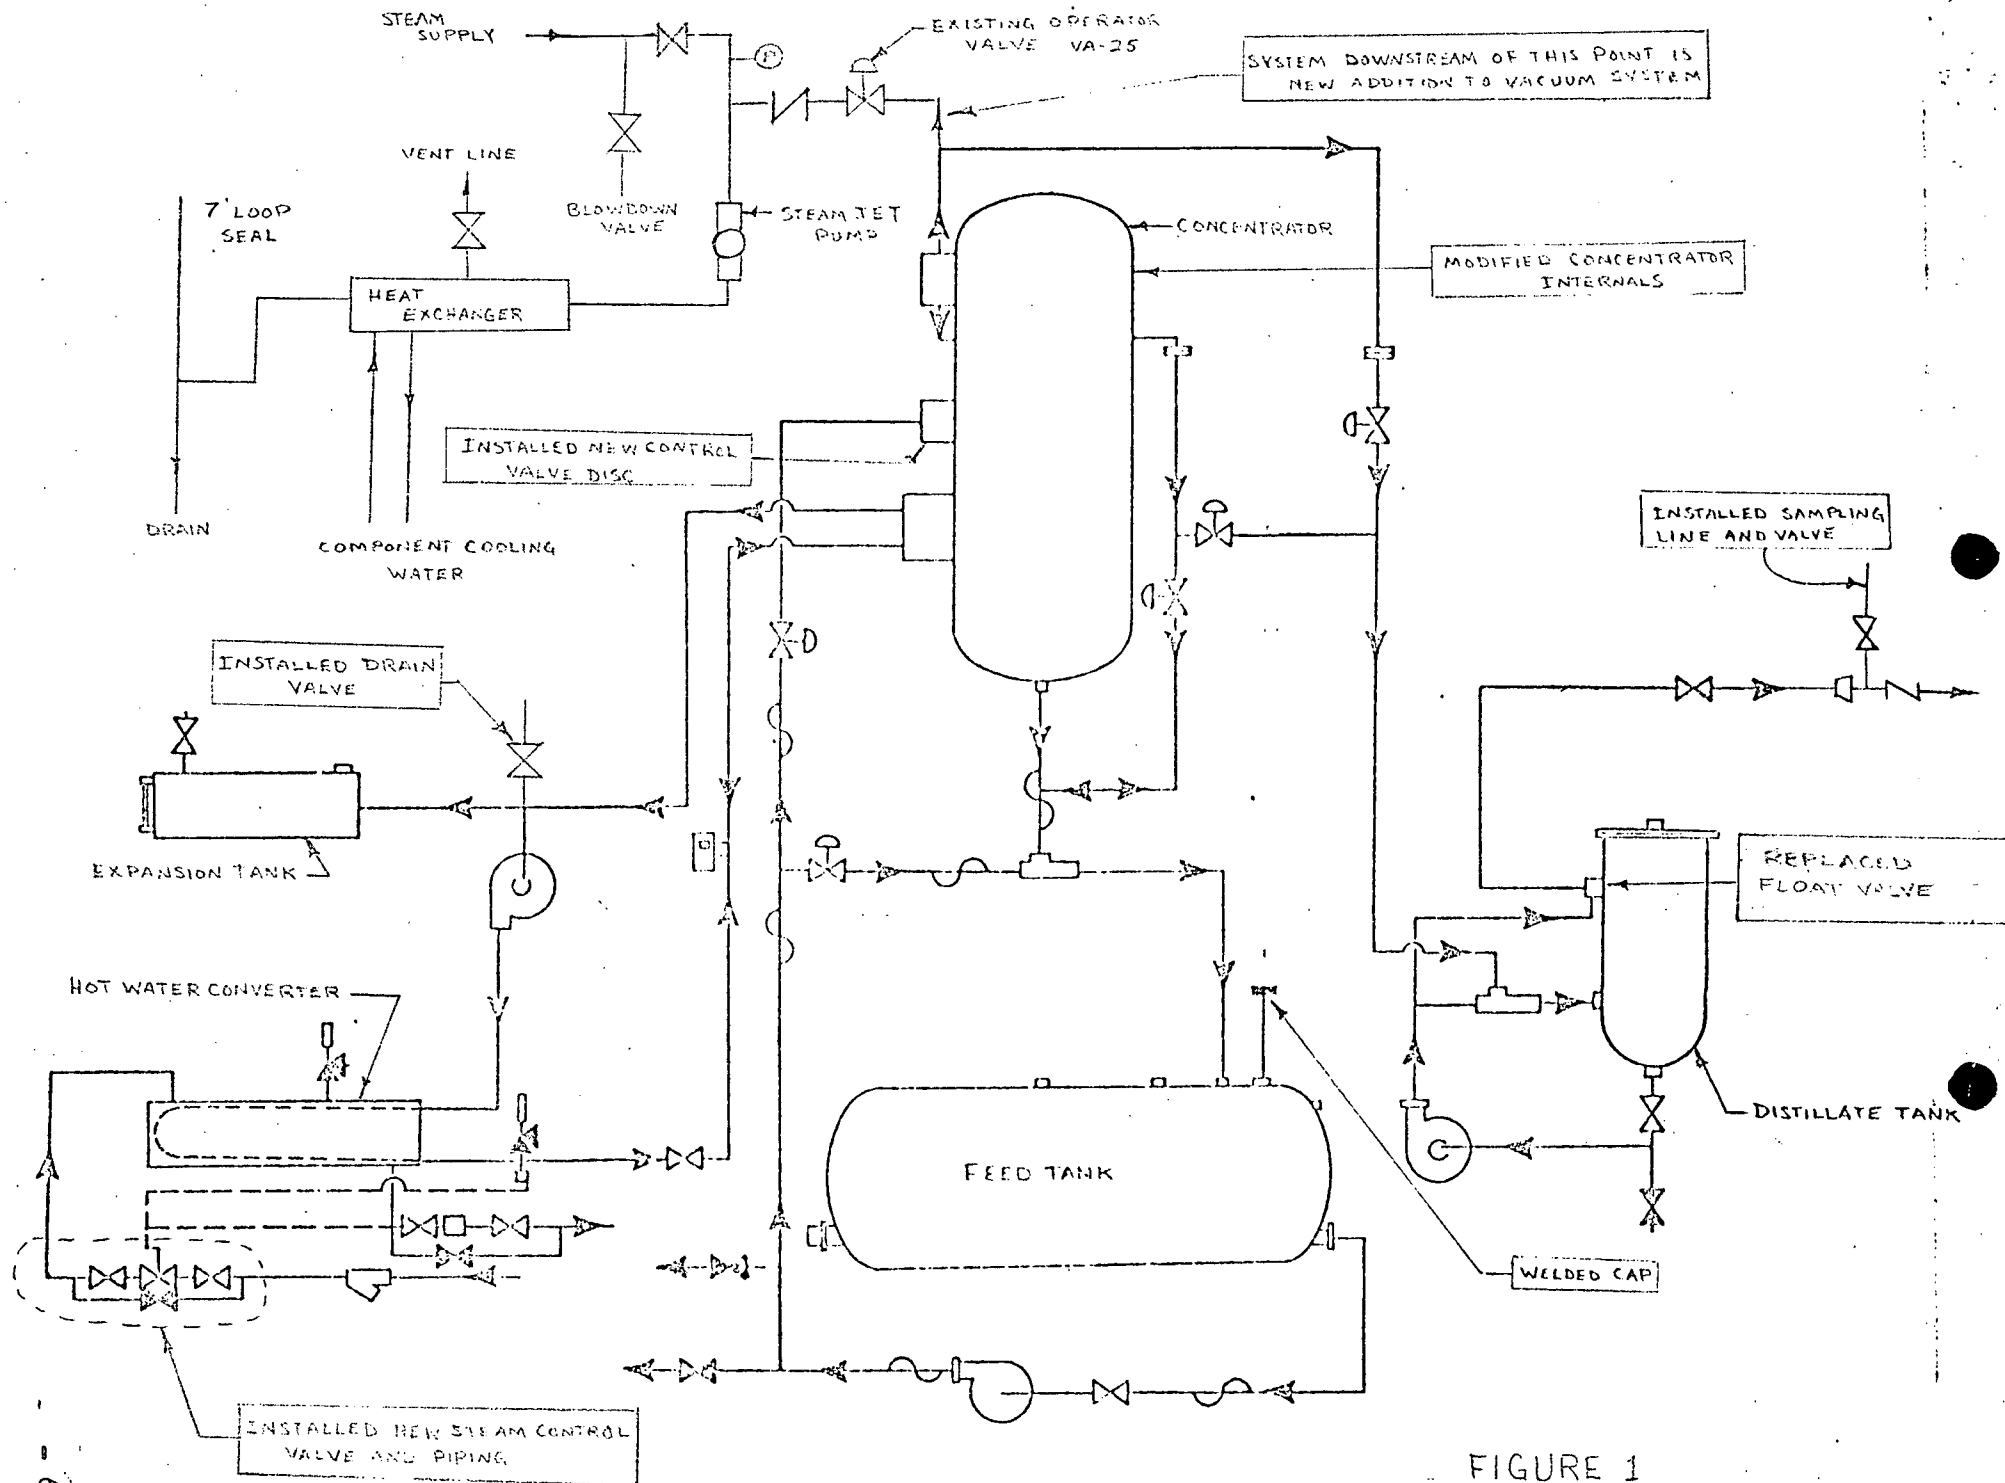 STEAM
SUPPLY
EXISTING OPERATOR
VALVE VA-25
SYSTEM DOWNSTREAM OF THIS POINT IS
NEW ADDITION TO VACUUM SYSTEM
P
VENT LINE
7' LOOP
SEAL
BLOWDOWN
VALVE
STEAM JET
PUMP
CONCENTRATOR
MODIFIED CONCENTRATOR
INTERNALS
HEAT
EXCHANGER
INSTALLED NEW CONTROL
VALVE DISC
DRAIN
COMPONENT COOLING
WATER
INSTALLED SAMPLING
LINE AND VALVE
INSTALLED DRAIN
VALVE
EXPANSION TANK
REPLACED
FLOAT VALVE
HOT WATER CONVERTER
DISTILLATE TANK
FEED TANK
WELDED CAP
INSTALLED NEW STEAM CONTROL
VALVE AND PIPING
FIGURE 1